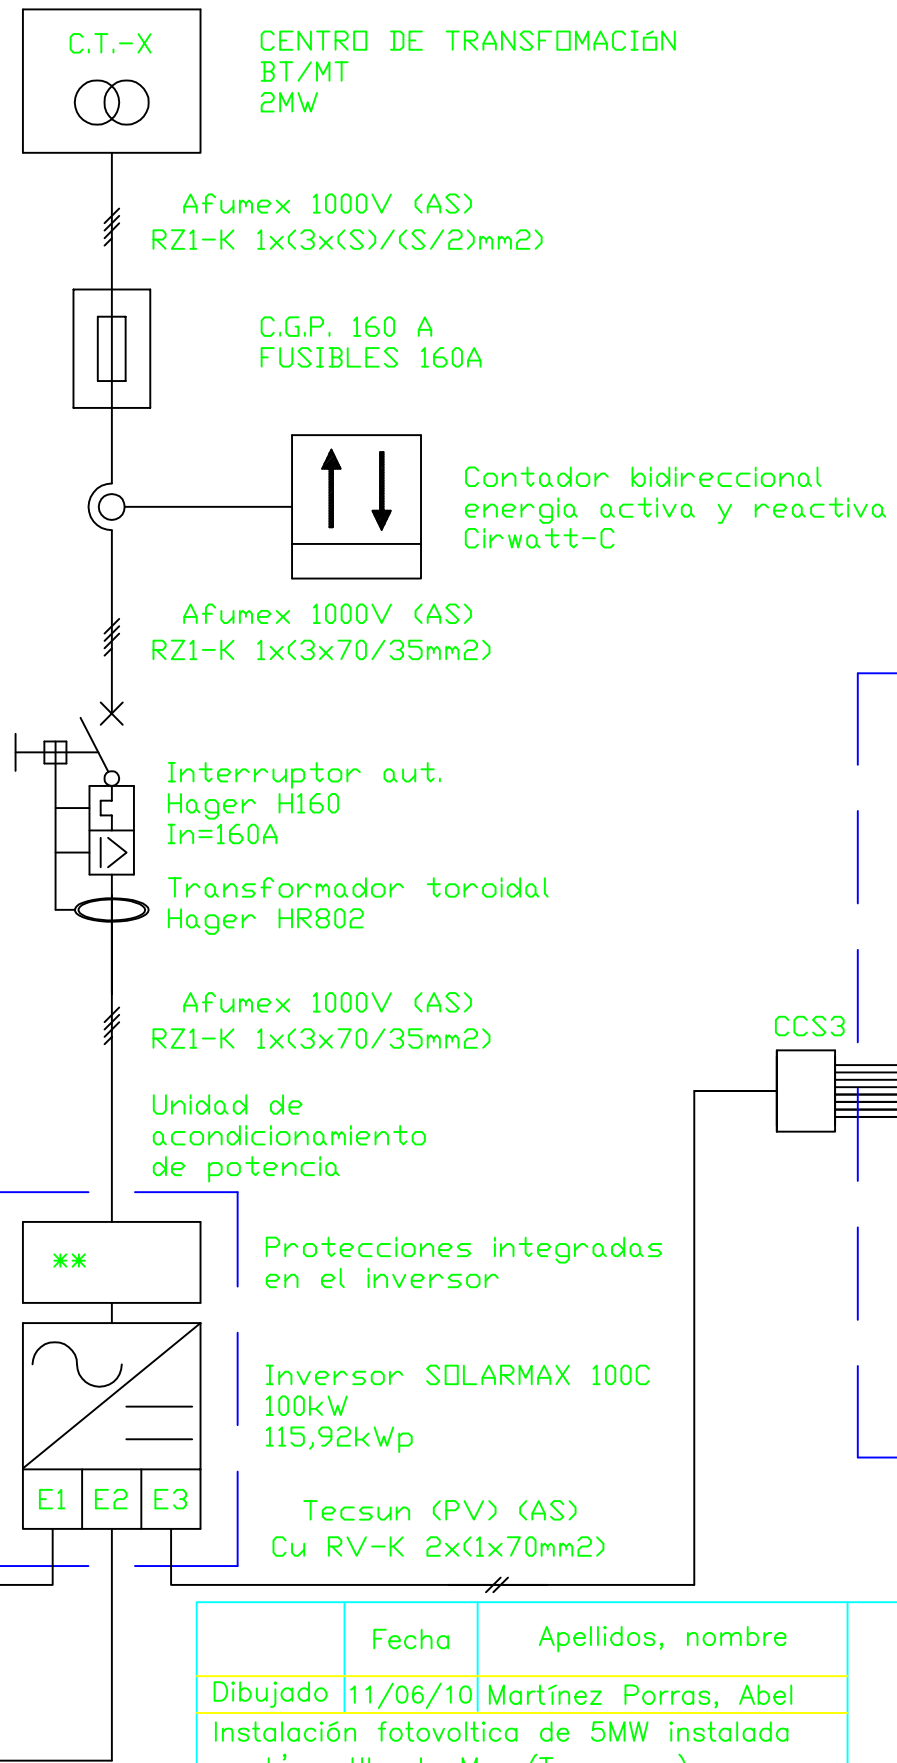 C.T.-X
CENTRO DE TRANSFOMACIóN
BT/MT
2MW
Afumex 1000V (AS)
RZ1-K 1x(3x(S)/(S/2)mm2)
C.G.P. 160 A
FUSIBLES 160A
Contador bidireccional
energia activa y reactiva
Cirwatt-C
Afumex 1000V (AS)
RZ1-K 1x(3x70/35mm2)
Interruptor aut.
Hager H160
In=160A
Transformador toroidal
Hager HR802
Afumex 1000V (AS)
RZ1-K 1x(3x70/35mm2)
CCS3
Unidad de
acondicionamiento
de potencia
**
Protecciones integradas
en el inversor
Inversor SOLARMAX 100C
100kW
115,92kWp
E1 E2 E3
Tecsun (PV) (AS)
Cu RV-K 2x(1x70mm2)
Fecha Apellidos, nombre
Dibujado 11/06/10 Martínez Porras, Abel
Instalación fotovoltica de 5MW instalada